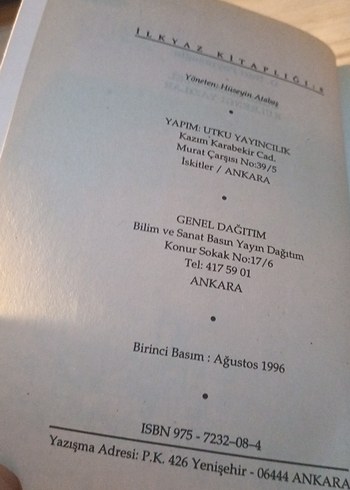 İLKYAZ KİTAPLIĞI: 8
Yöneten: Hüseyin Atabaş
YAPIM: UTKU YAYINCILIK
Kazım Karabekir Cad.
Murat Çarşısı No:39/5
İskitler / ANKARA
GENEL DAĞITIM
Bilim ve Sanat Basın Yayın Dağıtım
Konur Sokak No:17/6
Tel: 417 59 01
ANKARA
Birinci Basım : Ağustos 1996
ISBN 975 - 7232-08-4
Yazışma Adresi: P.K. 426 Yenişehir - 06444 ANKARA